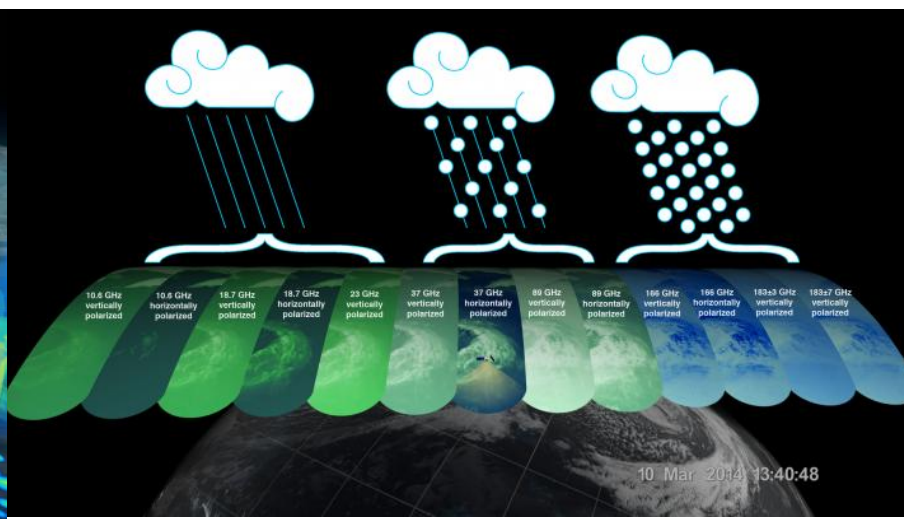 10.6 GHz
vertically
polarized
10.6 GHz
horizontally
polarized
18.7 GHz
vertically
polarized
18.7 GHz
horizontally
polarized
23 GHz
vertically
polarized
37 GHz
vertically
polarized
37 GHz
horizontally
polarized
89 GHz
vertically
polarized
89 GHz
horizontally
polarized
166 GHz
vertically
polarized
166 GHz
horizontally
polarized
183±3 GHz
vertically
polarized
183±7 GHz
vertically
polarized
10 Mar 2014 13:40:48